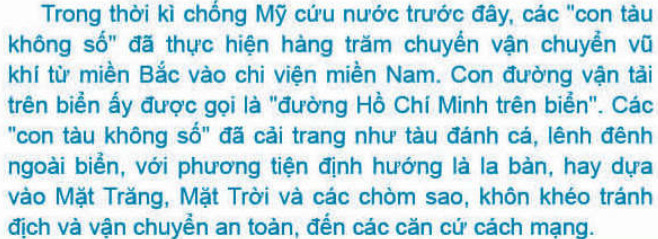 Trong thời kì chống Mỹ cứu nước trước đây, các "con tàu
không số" đã thực hiện hàng trăm chuyến vận chuyển vũ
khí từ miền Bắc vào chi viện miền Nam. Con đường vận tải
trên biển ấy được gọi là "đường Hồ Chí Minh trên biển". Các
"con tàu không số" đã cải trang như tàu đánh cá, lênh đênh
ngoài biển, với phương tiện định hướng là la bàn, hay dựa
vào Mặt Trăng, Mặt Trời và các chòm sao, khôn khéo tránh
địch và vận chuyển an toàn, đến các căn cứ cách mạng.